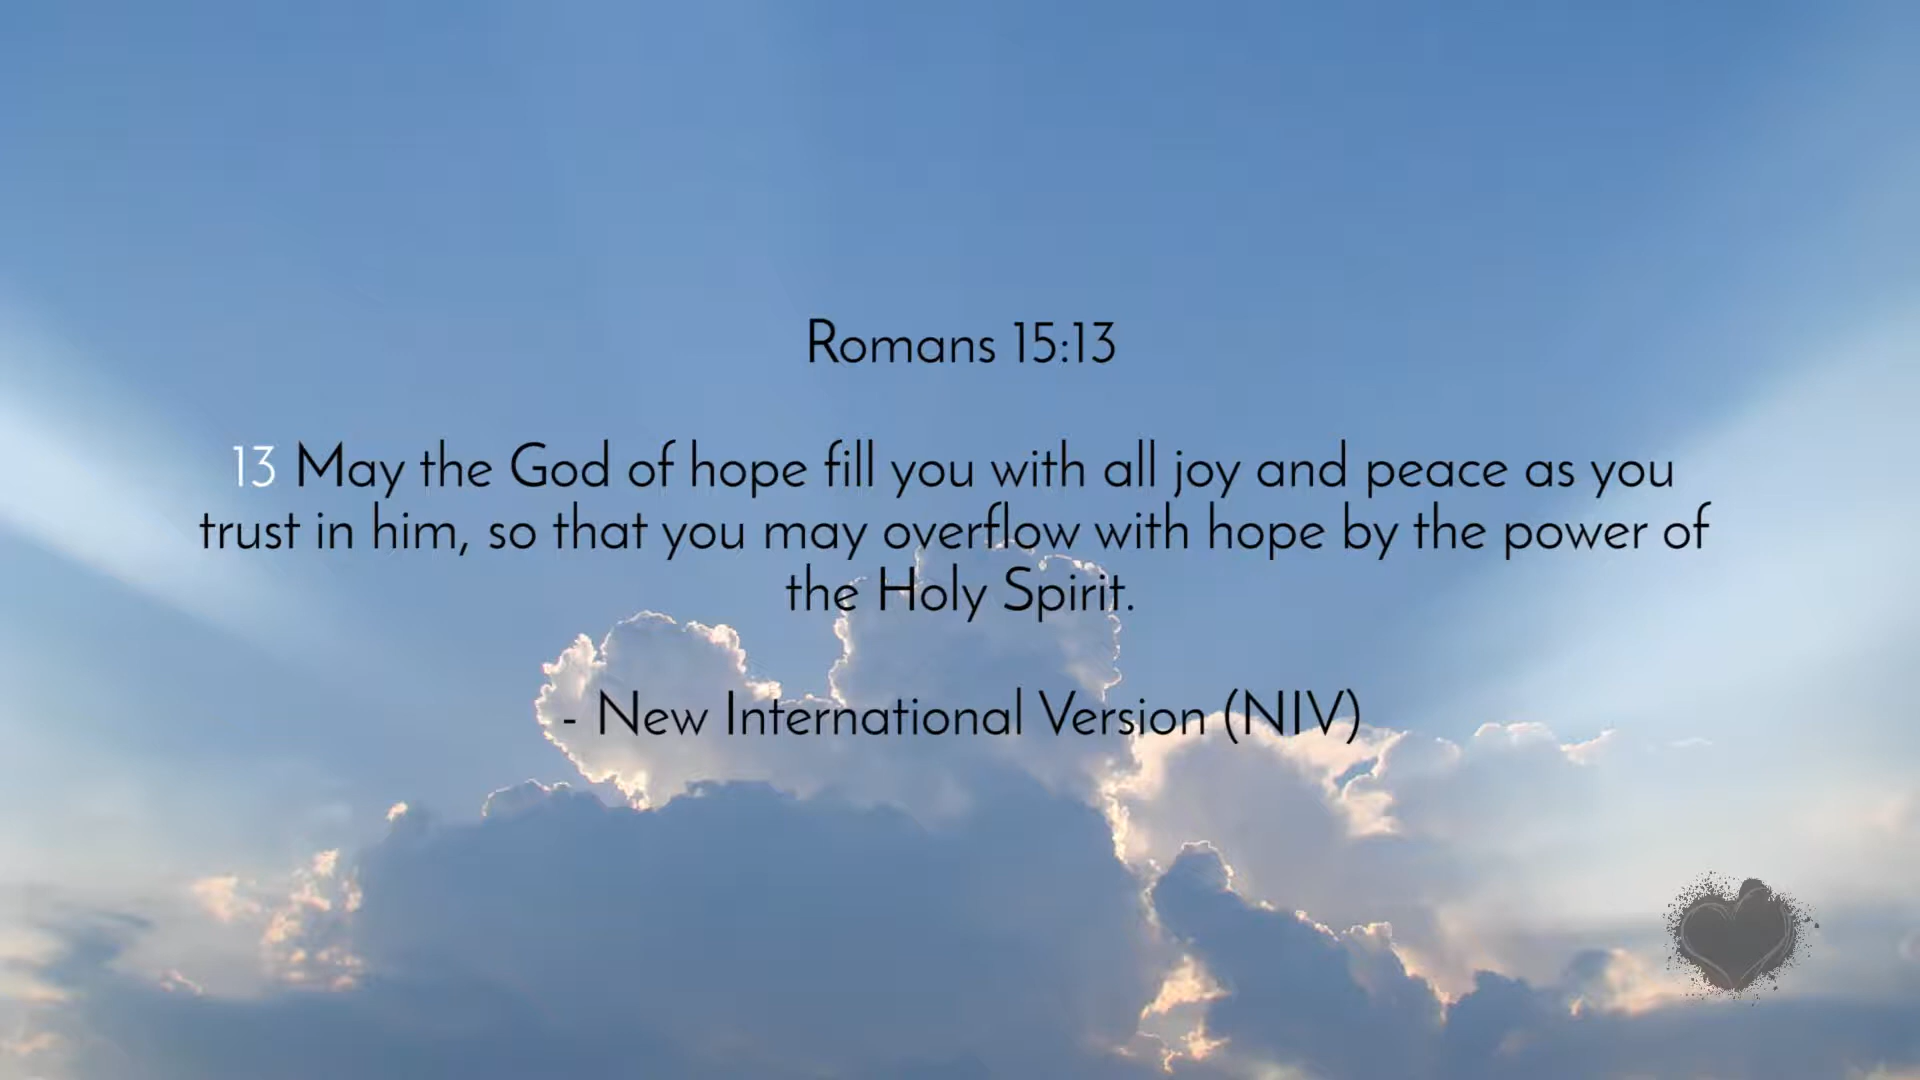 Romans 15:13
13 May the God of hope fill you with all joy and peace as you
trust in him, so that you may overflow with hope by the power of
the Holy Spirit.
- New International Version (NIV)